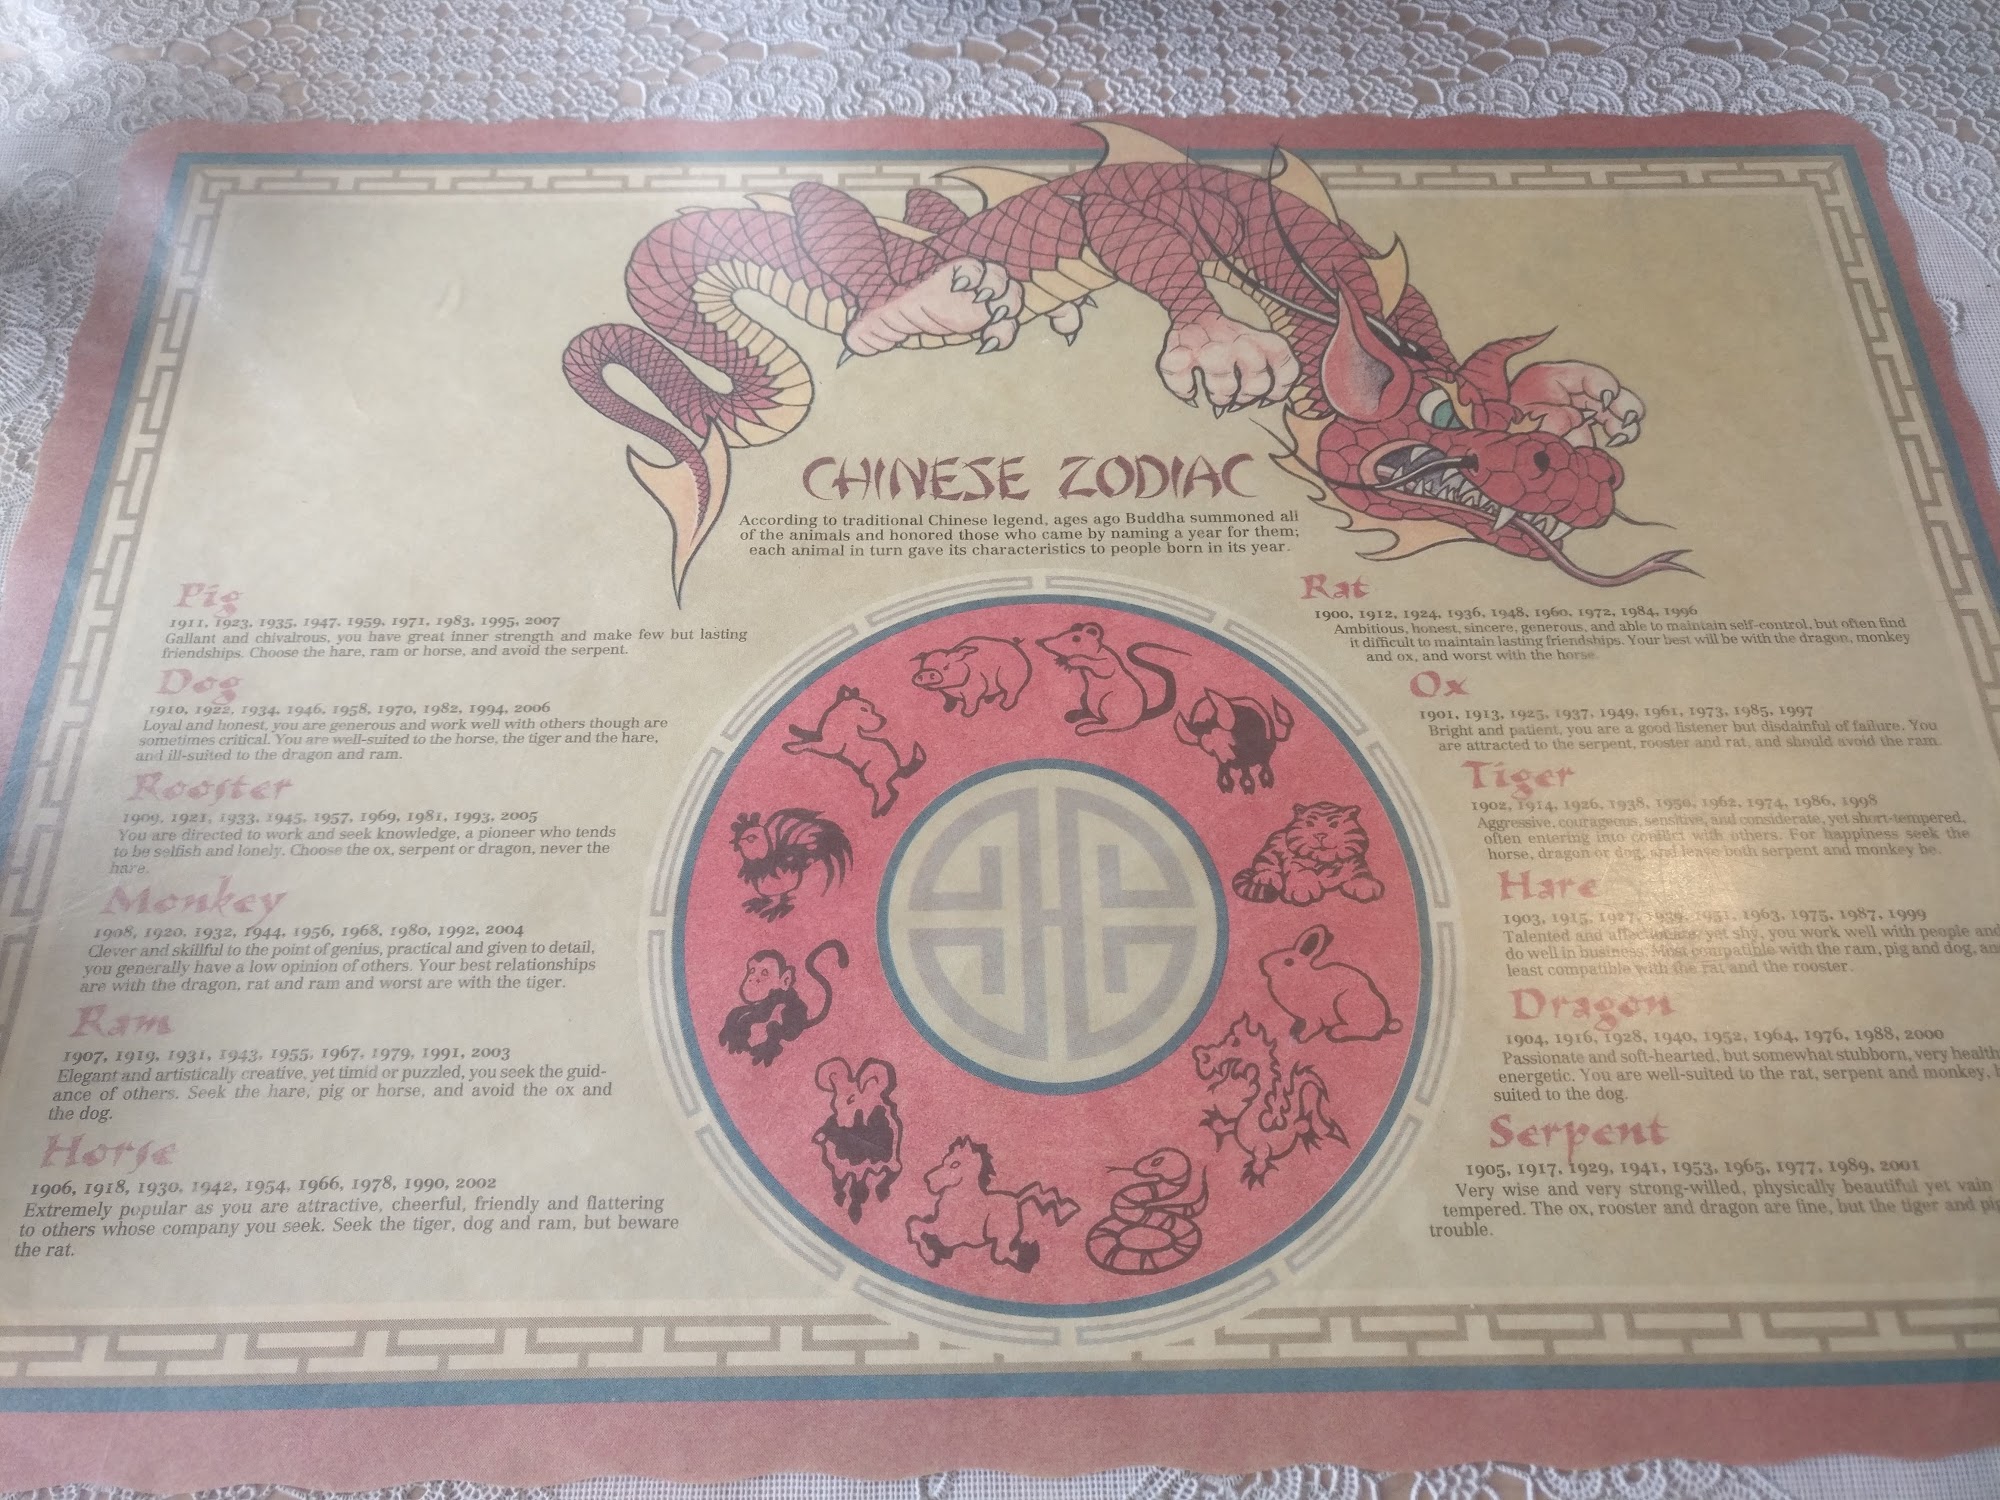 CHINESE ZODIAC
According to traditional Chinese legend, ages ago Buddha summoned all
of the animals and honored those who came by naming a year for them;
each animal in turn gave its characteristics to people born in its year.
Pig
1911, 1923, 1935, 1947, 1959, 1971, 1983, 1995, 2007
Gallant and chivalrous, you have great inner strength and make few but lasting
friendships. Choose the hare, ram or horse, and avoid the serpent.
Dog
1910, 1922, 1934, 1946, 1958, 1970, 1982, 1994, 2006
Loyal and honest, you are generous and work well with others though are
sometimes critical. You are well-suited to the horse, the tiger and the hare,
and ill-suited to the dragon and ram.
Rooster
1909, 1921, 1933, 1945, 1957, 1969, 1981, 1993, 2005
You are directed to work and seek knowledge, a pioneer who tends
to be selfish and lonely. Choose the ox, serpent or dragon, never the
hare.
Monkey
1908, 1920, 1932, 1944, 1956, 1968, 1980, 1992, 2004
Clever and skillful to the point of genius, practical and given to detail,
you generally have a low opinion of others. Your best relationships
are with the dragon, rat and ram and worst are with the tiger.
Ram
1907, 1919, 1931, 1943, 1955, 1967, 1979, 1991, 2003
Elegant and artistically creative, yet timid or puzzled, you seek the guid-
ance of others. Seek the hare, pig or horse, and avoid the ox and
the dog.
Horse
1906, 1918, 1930, 1942, 1954, 1966, 1978, 1990, 2002
Extremely popular as you are attractive, cheerful, friendly and flattering
to others whose company you seek. Seek the tiger, dog and ram, but beware
the rat.
Rat
1900, 1912, 1924, 1936, 1948, 1960, 1972, 1984, 1996
Ambitious, honest, sincere, generous, and able to maintain self-control, but often find
it difficult to maintain lasting friendships. Your best will be with the dragon, monkey
and ox, and worst with the horse.
Ox
1901, 1913, 1925, 1937, 1949, 1961, 1973, 1985, 1997
Bright and patient, you are a good listener but disdainful of failure. You
are attracted to the serpent, rooster and rat, and should avoid the ram.
Tiger
1902, 1914, 1926, 1938, 1950, 1962, 1974, 1986, 1998
Aggressive, courageous, sensitive, and considerate, yet short-tempered,
often entering into conflict with others. For happiness seek the
horse, dragon or dog, and leave both serpent and monkey be.
Hare
1903, 1915, 1927, 1939, 1951, 1963, 1975, 1987, 1999
Talented and affectionate, yet shy, you work well with people and
do well in business. Most compatible with the ram, pig and dog, an
least compatible with the rat and the rooster.
Dragon
1904, 1916, 1928, 1940, 1952, 1964, 1976, 1988, 2000
Passionate and soft-hearted, but somewhat stubborn, very health
energetic. You are well-suited to the rat, serpent and monkey,
suited to the dog.
Serpent
1905, 1917, 1929, 1941, 1953, 1965, 1977, 1989, 2001
Very wise and very strong-willed, physically beautiful yet vain
tempered. The ox, rooster and dragon are fine, but the tiger and
trouble.